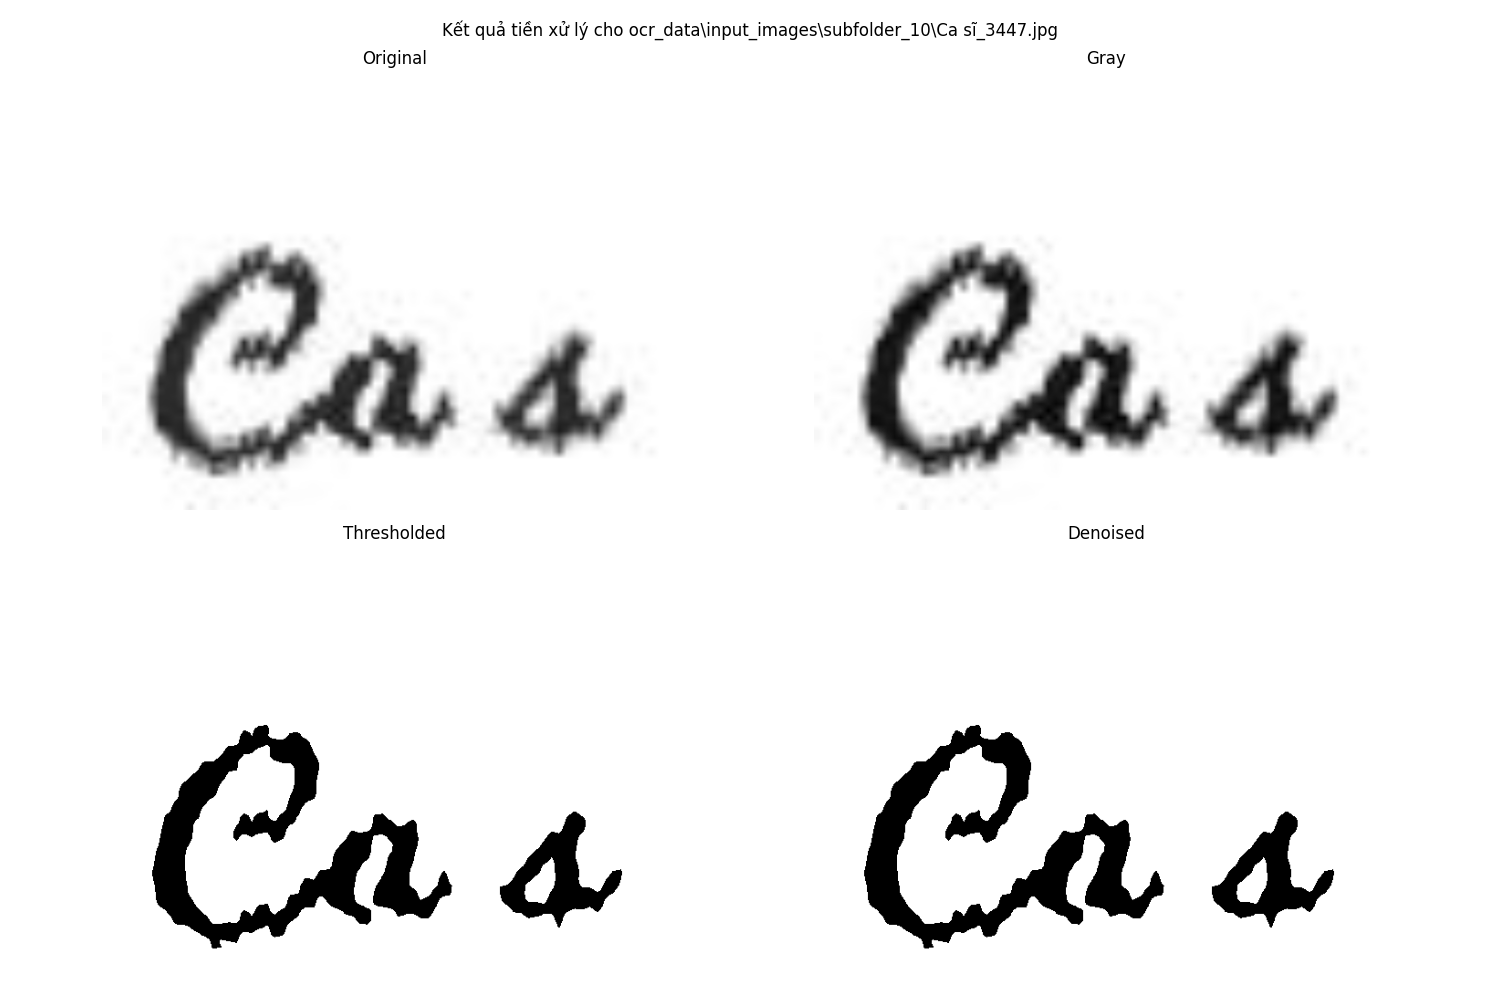 Kết quả tiền xử lý cho ocr_data\input_images\subfolder_10\Ca sĩ_3447.jpg
Original
Gray
Ca s
Ca s
Thresholded
Denoised
Ca s
Ca s